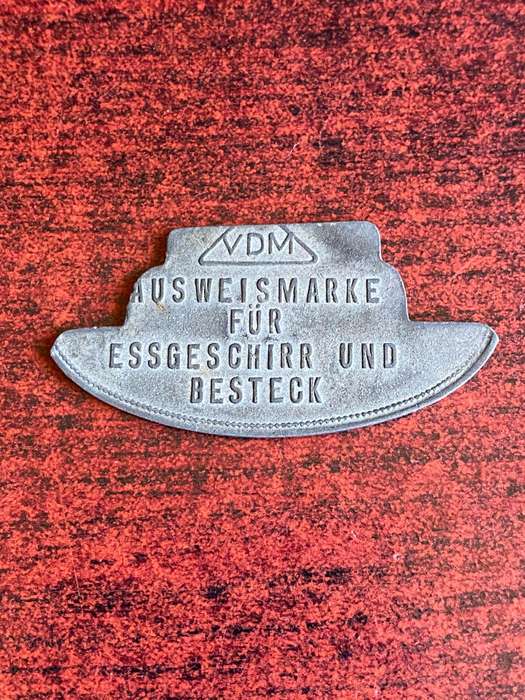 VDM
AUSWEISMARKE
FÜR
ESSGESCHIRR UND
BESTECK